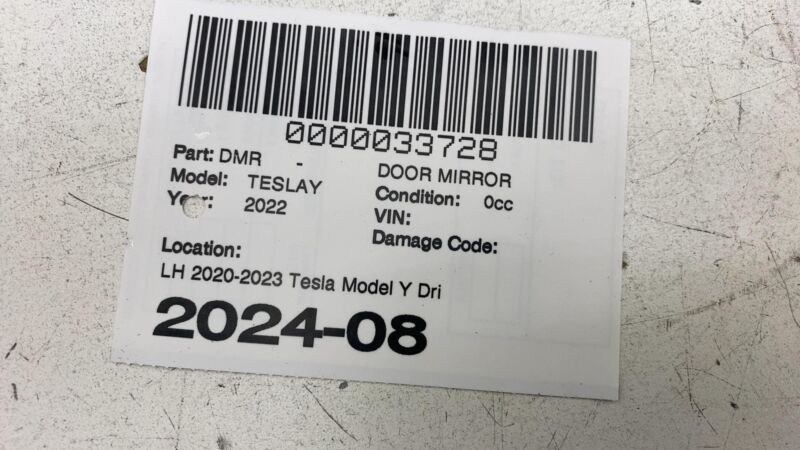 0000033728
Part: DMR - DOOR MIRROR
Model: TESLAY Condition: 0cc
Year: 2022 VIN:
Damage Code:
Location:
LH 2020-2023 Tesla Model Y Dri
2024-08